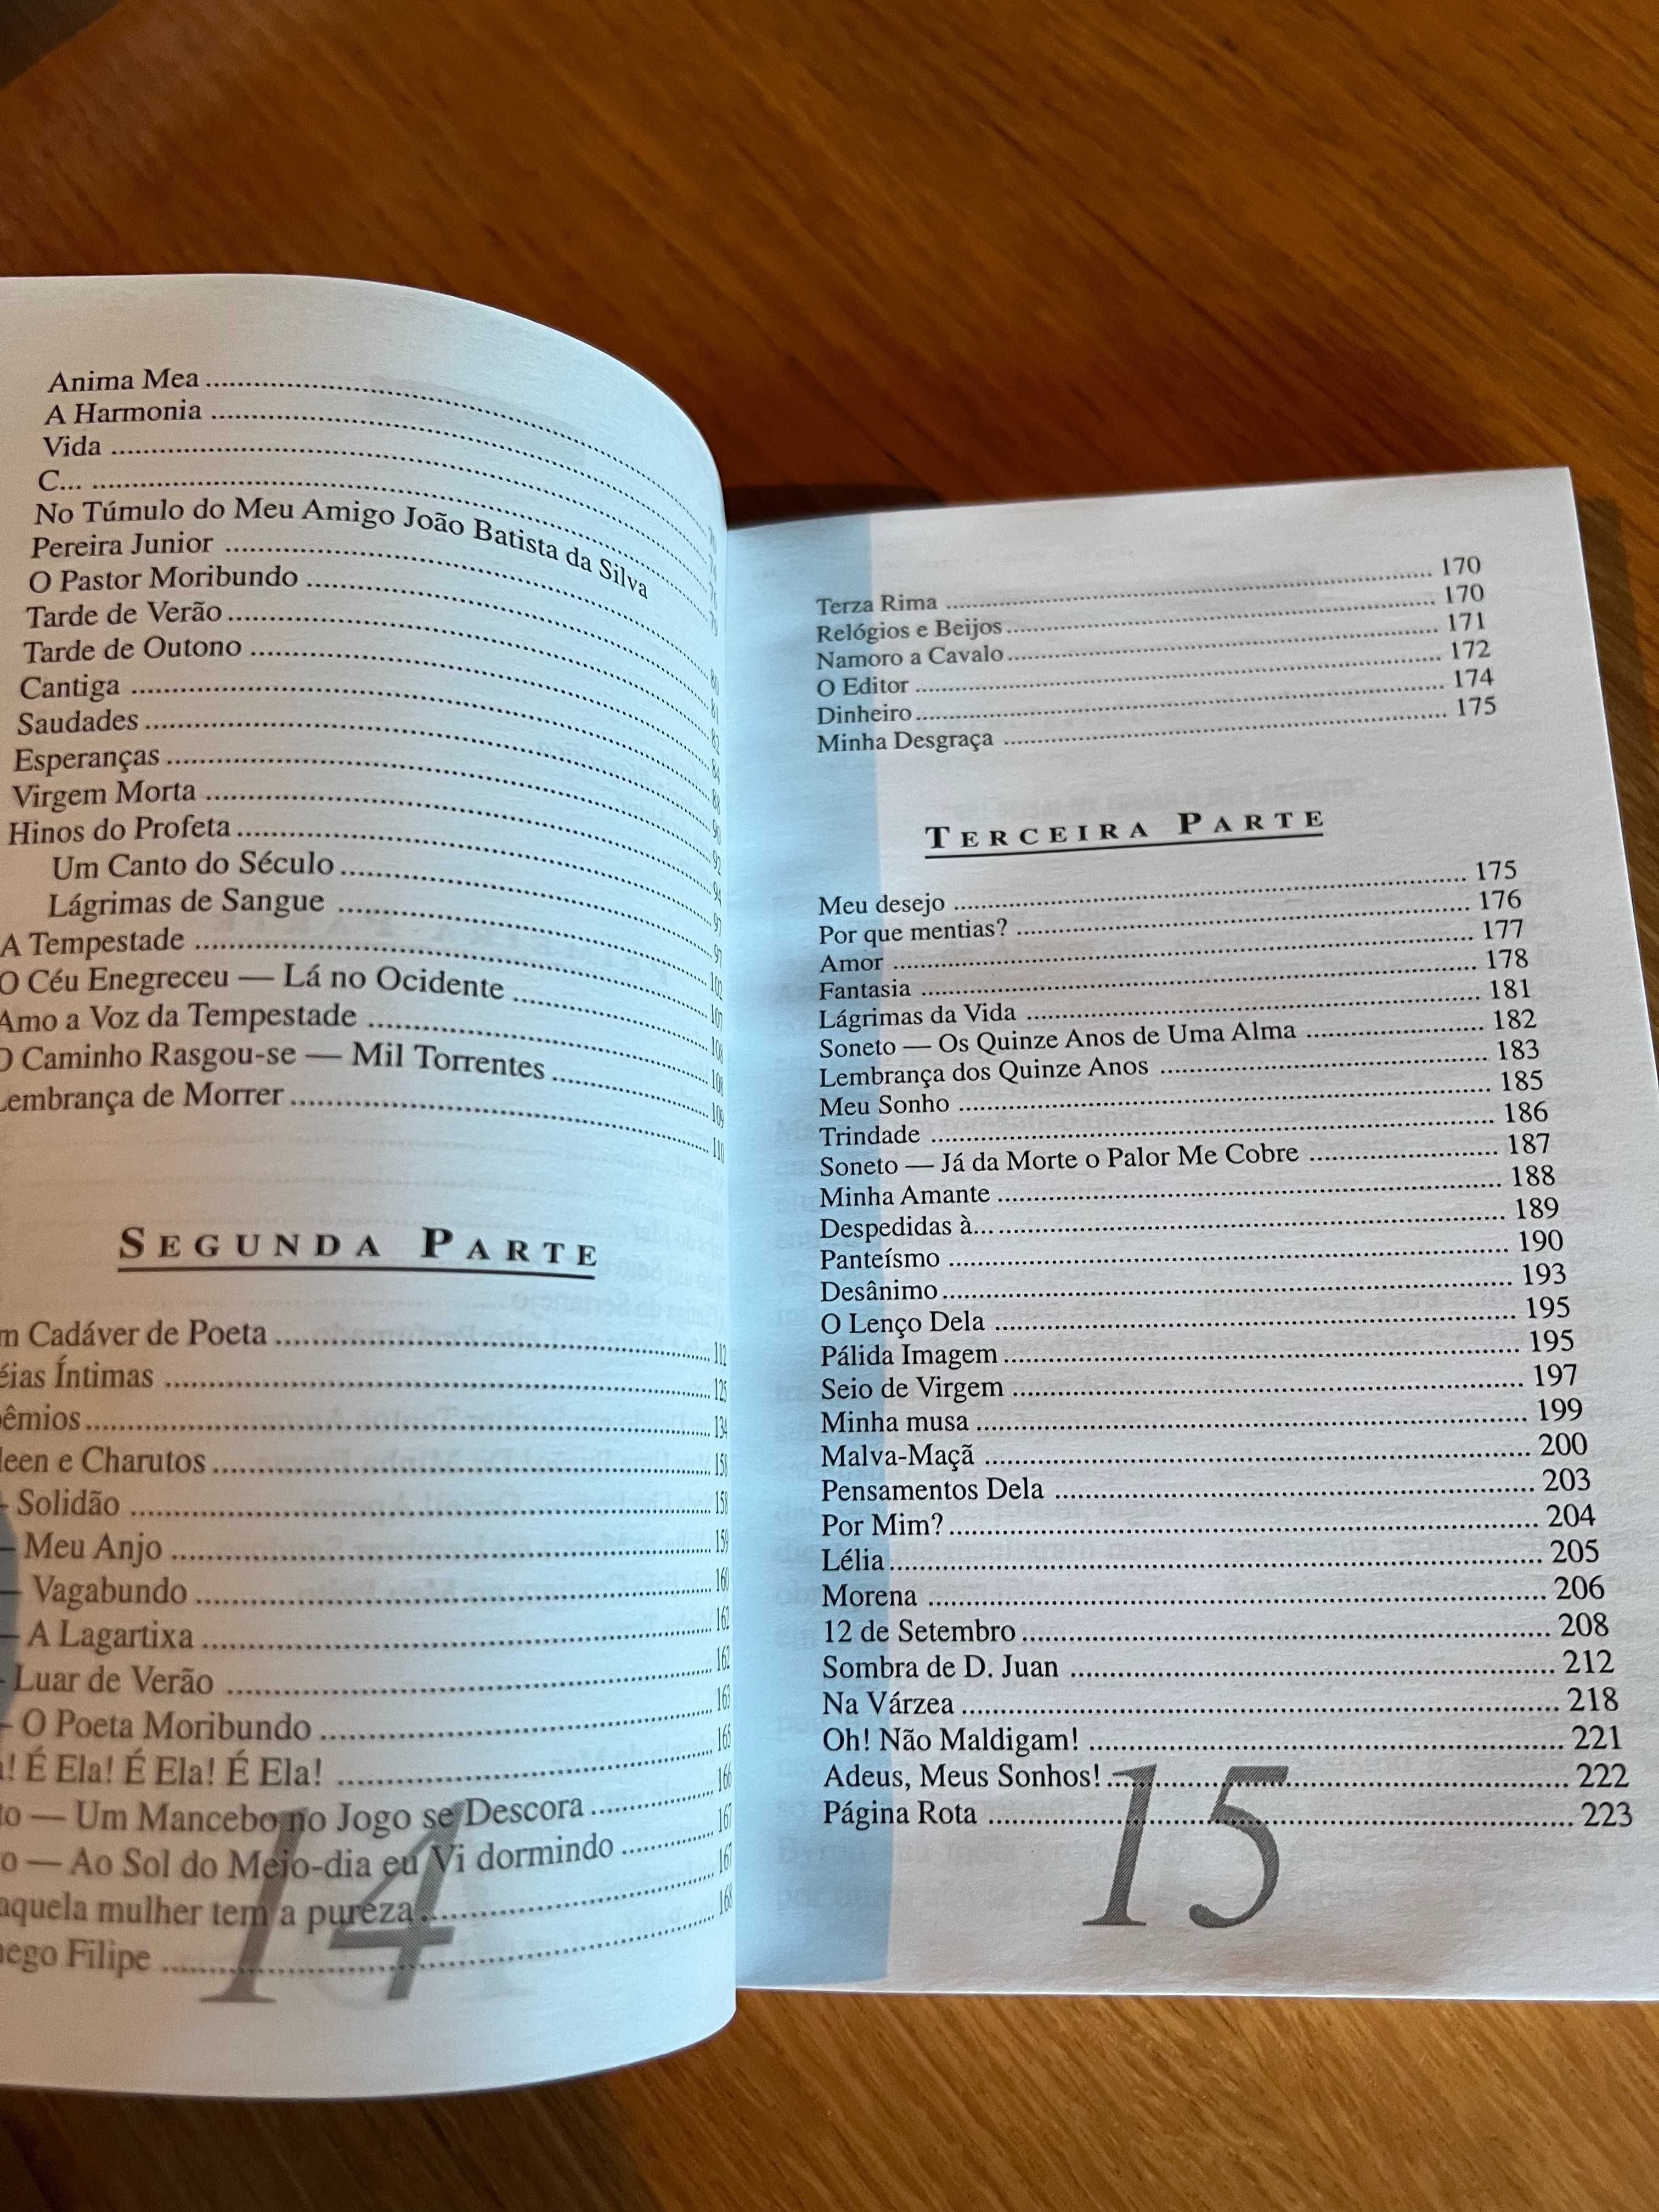 Anima Mea ..........
A Harmonia ..........
Vida ..........
C... ..........
No Túmulo do Meu Amigo João Batista da Silva
Pereira Junior ..........
O Pastor Moribundo ..........
Tarde de Verão ..........
Tarde de Outono ..........
Cantiga ..........
Saudades ..........
Esperanças ..........
Virgem Morta ..........
Hinos do Profeta ..........
Um Canto do Século ..........
Lágrimas de Sangue ..........
A Tempestade .......... 102
O Céu Enegreceu — Lá no Ocidente .......... 107
Amo a Voz da Tempestade .......... 108
O Caminho Rasgou-se — Mil Torrentes .......... 109
Lembrança de Morrer .......... 110
SEGUNDA PARTE
m Cadáver de Poeta .......... 112
éias Íntimas .......... 125
êmios .......... 134
leen e Charutos .......... 158
- Solidão .......... 158
— Meu Anjo .......... 159
— Vagabundo .......... 160
— A Lagartixa .......... 162
- Luar de Verão .......... 162
- O Poeta Moribundo .......... 163
! É Ela! É Ela! É Ela! .......... 165
to — Um Mancebo no Jogo se Descora .......... 166
o — Ao Sol do Meio-dia eu Vi dormindo .......... 167
aquela mulher tem a pureza .......... 167
nego Filipe .......... 168
14
Terza Rima .......... 170
Relógios e Beijos .......... 170
Namoro a Cavalo .......... 171
O Editor .......... 172
Dinheiro .......... 174
Minha Desgraça .......... 175
TERCEIRA PARTE
Meu desejo .......... 175
Por que mentias? .......... 176
Amor .......... 177
Fantasia .......... 178
Lágrimas da Vida .......... 181
Soneto — Os Quinze Anos de Uma Alma .......... 182
Lembrança dos Quinze Anos .......... 183
Meu Sonho .......... 185
Trindade .......... 186
Soneto — Já da Morte o Palor Me Cobre .......... 187
Minha Amante .......... 188
Despedidas à... .......... 189
Panteísmo .......... 190
Desânimo .......... 193
O Lenço Dela .......... 195
Pálida Imagem .......... 195
Seio de Virgem .......... 197
Minha musa .......... 199
Malva-Maçã .......... 200
Pensamentos Dela .......... 203
Por Mim? .......... 204
Lélia .......... 205
Morena .......... 206
12 de Setembro .......... 208
Sombra de D. Juan .......... 212
Na Várzea .......... 218
Oh! Não Maldigam! .......... 221
Adeus, Meus Sonhos! .......... 222
Página Rota .......... 223
15